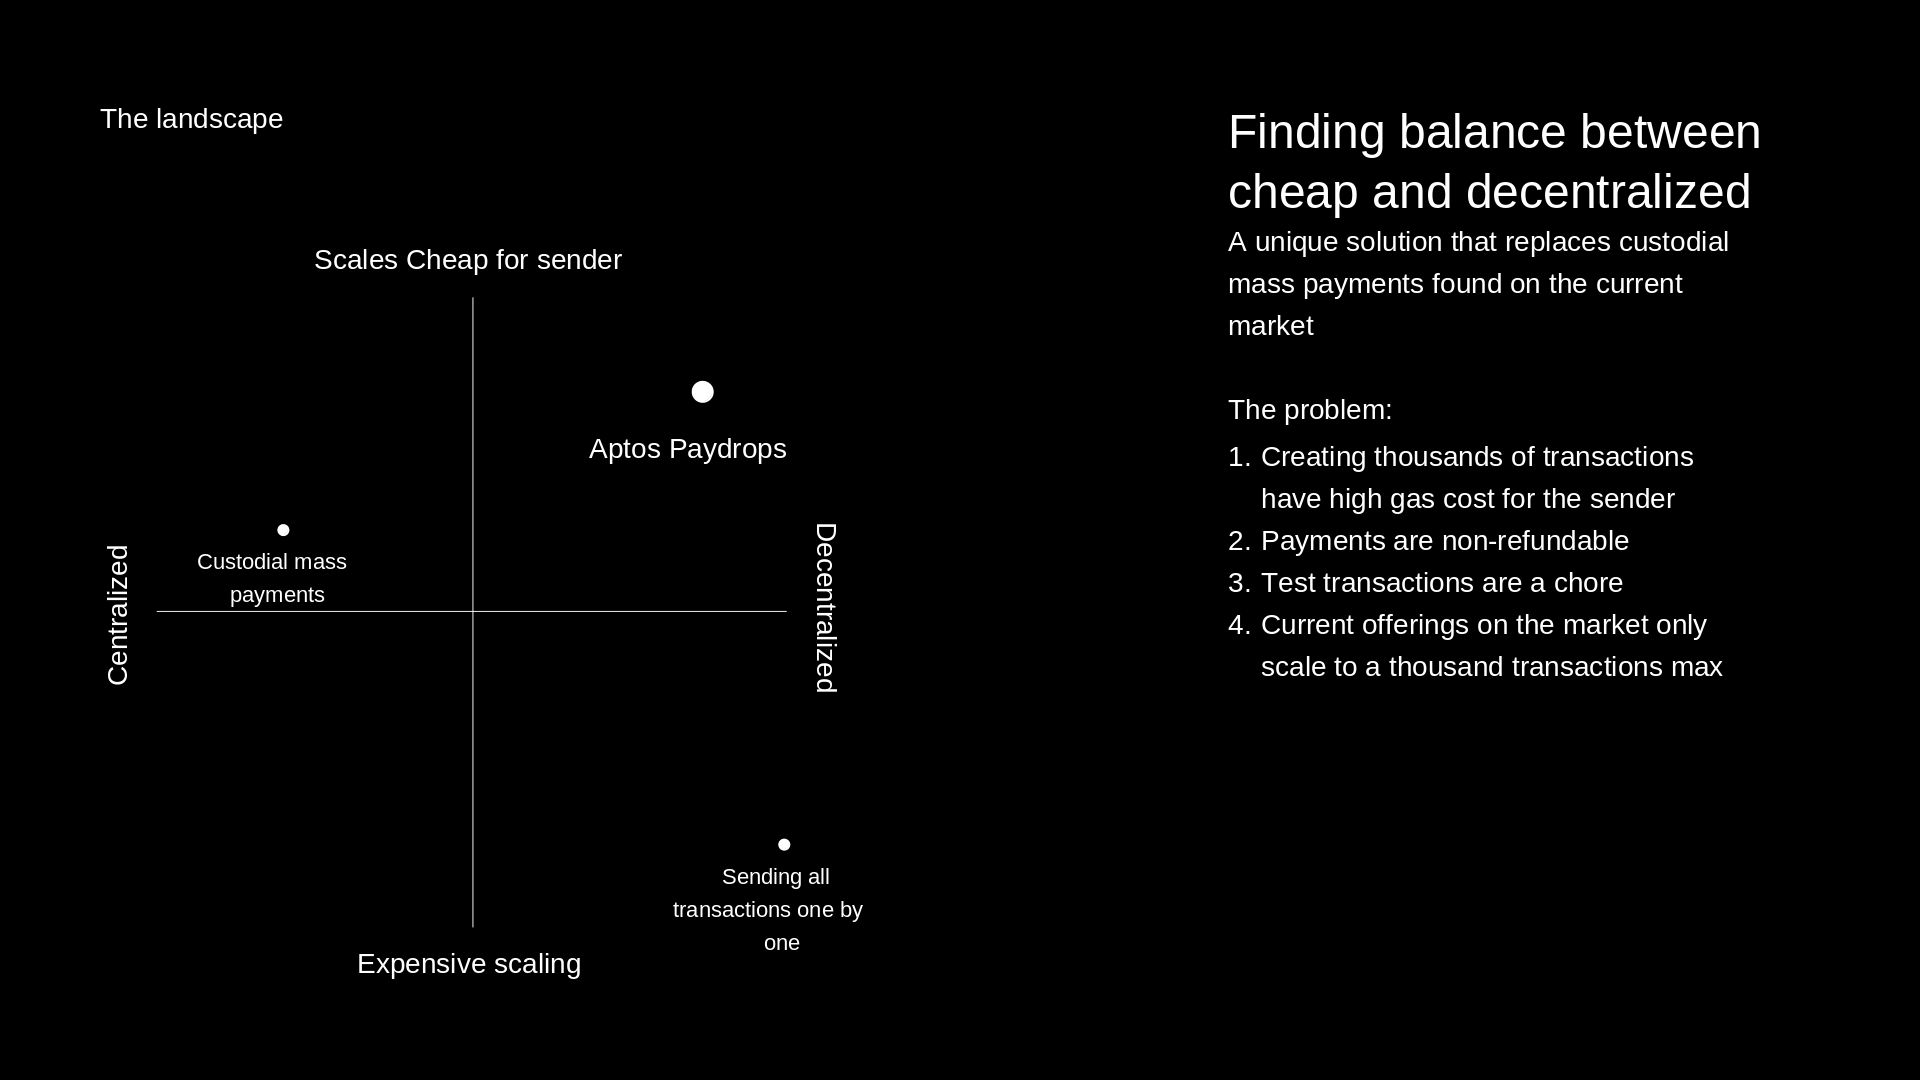 The landscape
Scales Cheap for sender
Aptos Paydrops
Custodial mass
payments
Centralized
Decentralized
Sending all
transactions one by
one
Expensive scaling
Finding balance between
cheap and decentralized
A unique solution that replaces custodial
mass payments found on the current
market
The problem:
1. Creating thousands of transactions
have high gas cost for the sender
2. Payments are non-refundable
3. Test transactions are a chore
4. Current offerings on the market only
scale to a thousand transactions max